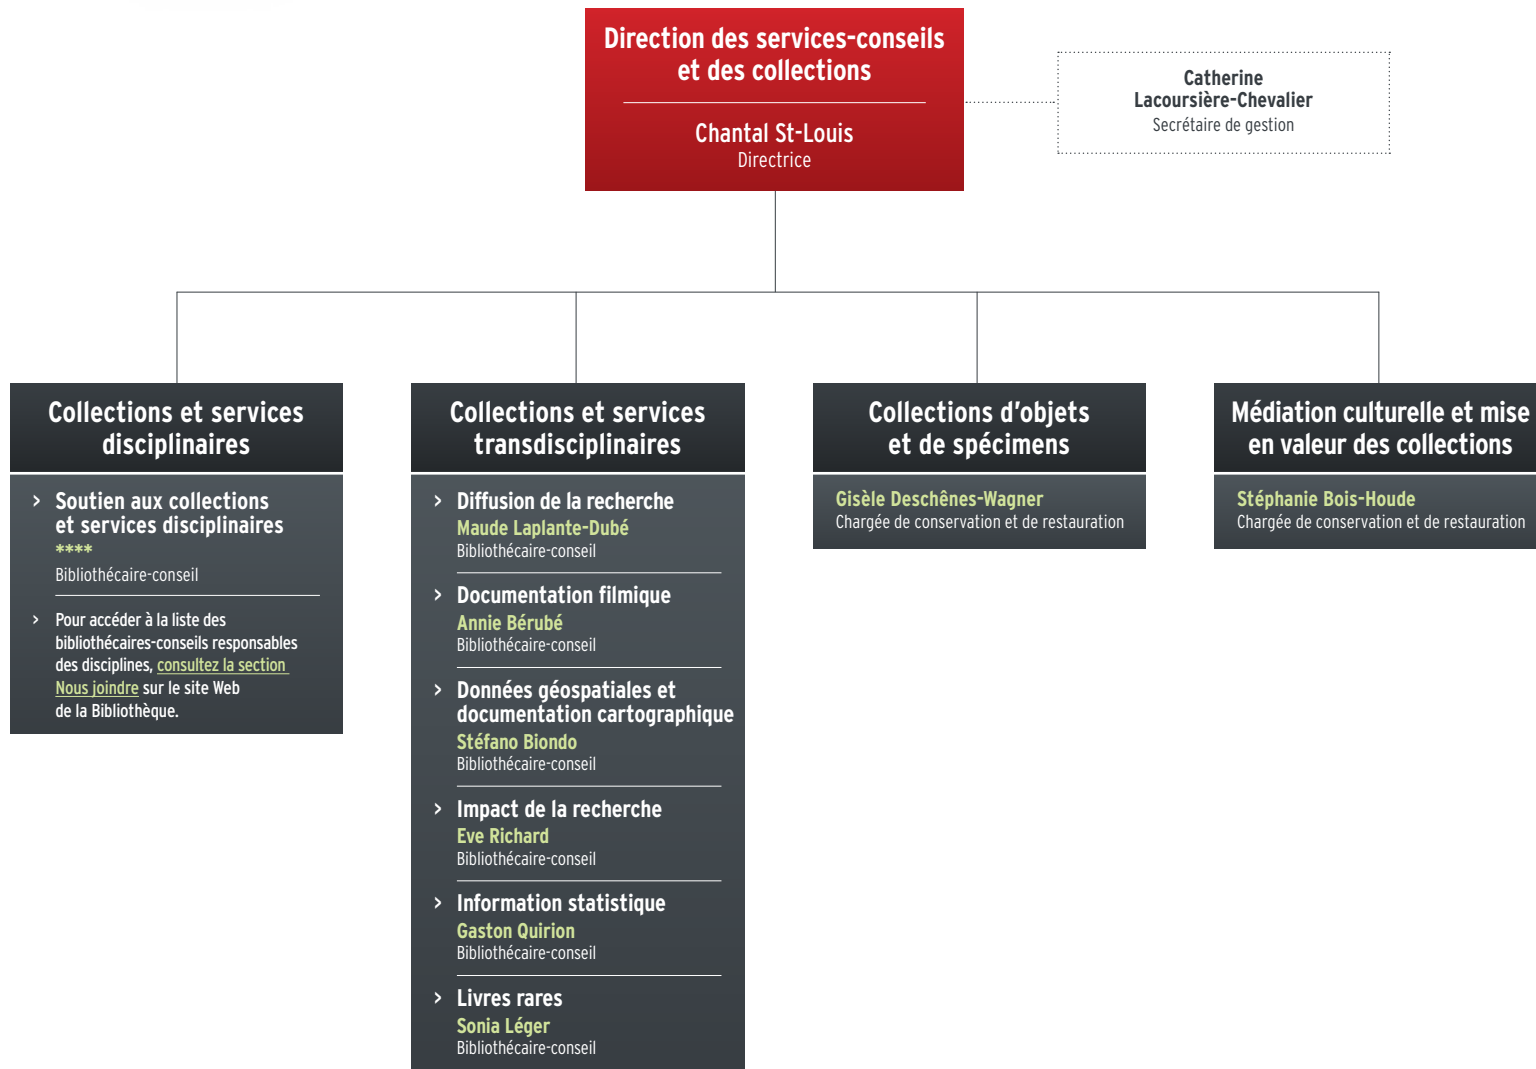 Direction des services-conseils
et des collections
Chantal St-Louis
Directrice
Catherine
Lacoursière-Chevalier
Secrétaire de gestion
Collections et services
disciplinaires
> Soutien aux collections
et services disciplinaires
****
Bibliothécaire-conseil
> Pour accéder à la liste des
bibliothécaires-conseils responsables
des disciplines, consultez la section
Nous joindre sur le site Web
de la Bibliothèque.
Collections et services
transdisciplinaires
> Diffusion de la recherche
Maude Laplante-Dubé
Bibliothécaire-conseil
> Documentation filmique
Annie Bérubé
Bibliothécaire-conseil
> Données géospatiales et
documentation cartographique
Stéfano Biondo
Bibliothécaire-conseil
> Impact de la recherche
Eve Richard
Bibliothécaire-conseil
> Information statistique
Gaston Quirion
Bibliothécaire-conseil
> Livres rares
Sonia Léger
Bibliothécaire-conseil
Collections d'objets
et de spécimens
Gisèle Deschênes-Wagner
Chargée de conservation et de restauration
Médiation culturelle et mise
en valeur des collections
Stéphanie Bois-Houde
Chargée de conservation et de restauration